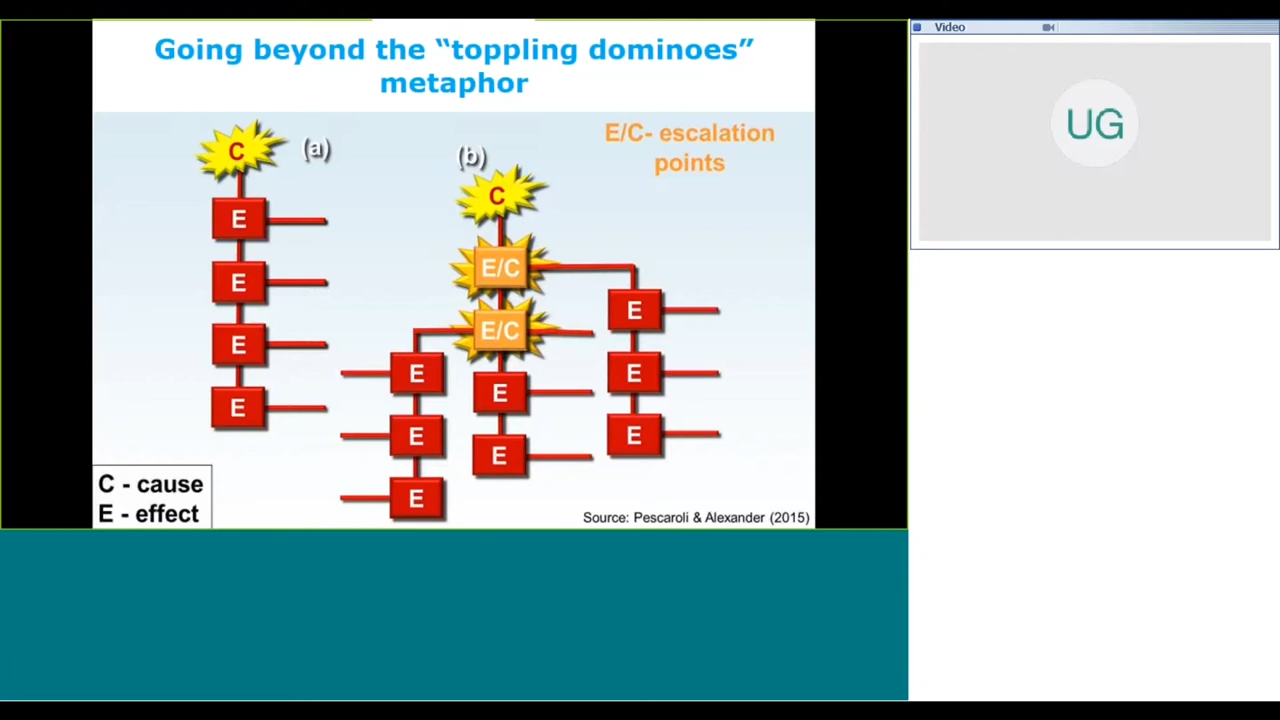 Going beyond the “toppling dominoes”
metaphor
C
(a)
E
E
E
E
(b)
C
E/C
E/C
E
E
E
E
E
E
E
E
E/C- escalation
points
C - cause
E - effect
Source: Pescaroli & Alexander (2015)
Video
UG